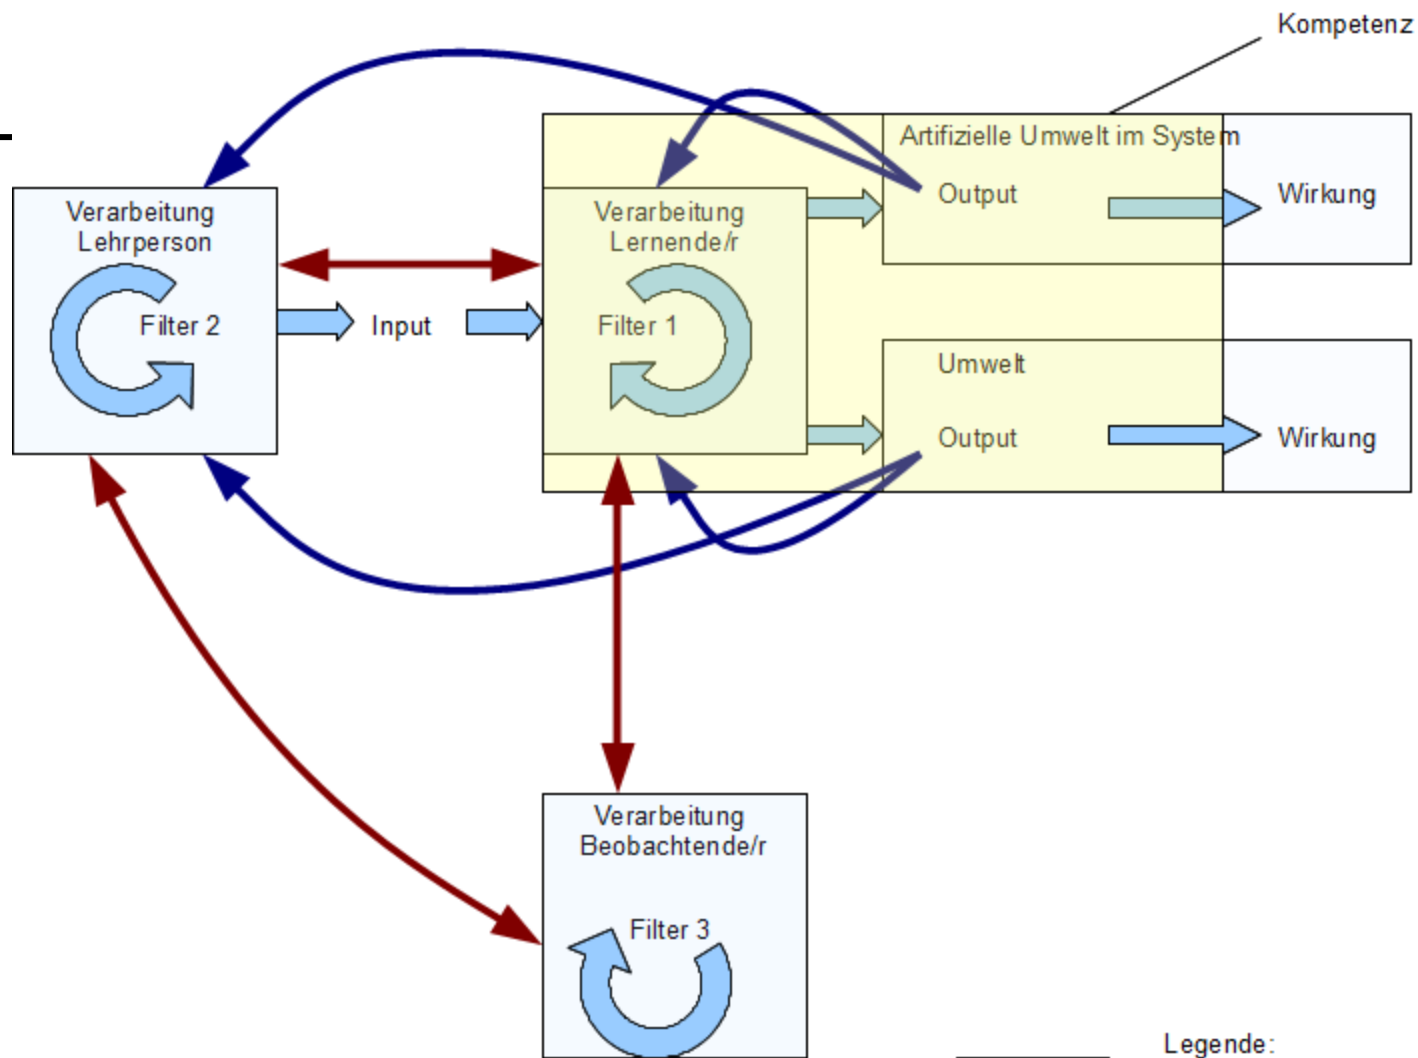 Kompetenz
Artifizielle Umwelt im System
Output
Wirkung
Verarbeitung
Lehrperson
Filter 2
Input
Verarbeitung
Lernende/r
Filter 1
Umwelt
Output
Wirkung
Verarbeitung
Beobachtende/r
Filter 3
Legende: